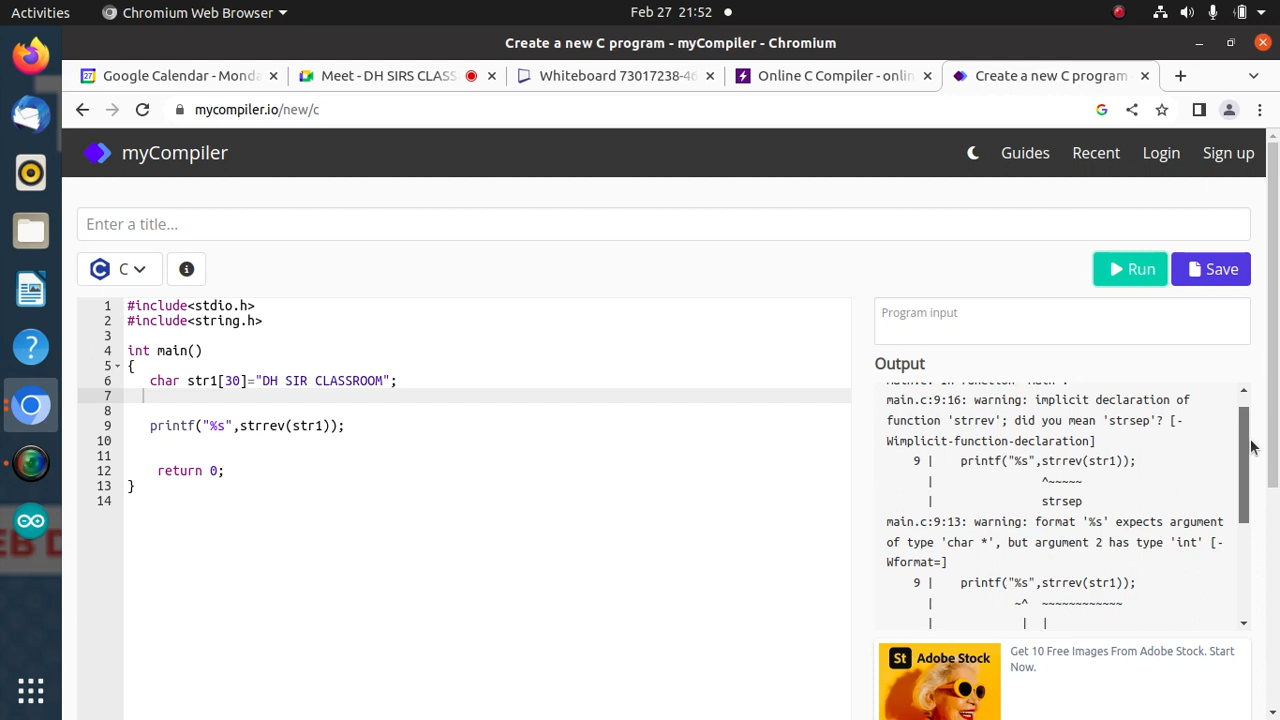 Activities
Chromium Web Browser
Feb 27 21:52
Create a new C program - myCompiler - Chromium
27 Google Calendar - Monda
Meet - DH SIRS CLASS
Whiteboard 73017238-46
Online C Compiler - onlin
Create a new C program
mycompiler.io/new/c
myCompiler
Guides
Recent
Login
Sign up
Enter a title...
C
Run
Save
1 #include<stdio.h>
2 #include<string.h>
3
4 int main()
5 {
6 char str1[30]="DH SIR CLASSROOM";
7
8
9 printf("%s",strrev(str1));
10
11
12 return 0;
13 }
14
Program input
Output
main.c:9:16: warning: implicit declaration of
function 'strrev'; did you mean 'strsep'? [-
Wimplicit-function-declaration]
9 | printf("%s",strrev(str1));
| ^~~~~~
| strsep
main.c:9:13: warning: format '%s' expects argument
of type 'char *', but argument 2 has type 'int' [-
Wformat=]
9 | printf("%s",strrev(str1));
| ~^ ~~~~~~~~~~~~
| | |
St Adobe Stock
Get 10 Free Images From Adobe Stock. Start
Now.